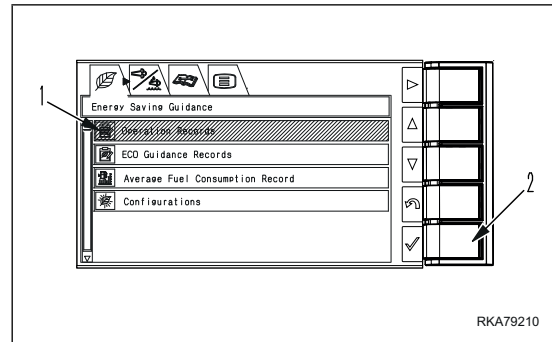 1
Energy Saving Guidance
Operation Records
ECO Guidance Records
Average Fuel Consumption Record
Configurations
2
RKA79210